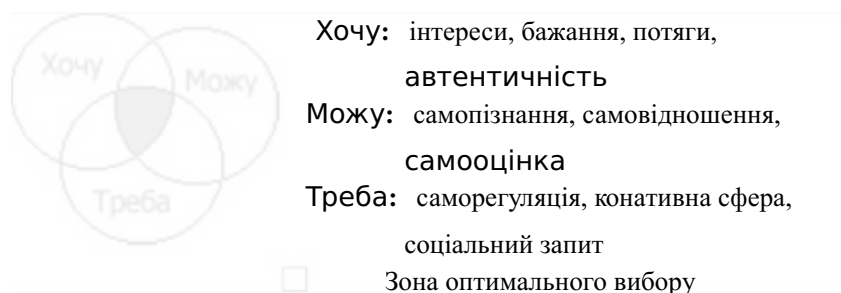 Хочу
Можу
Треба
Хочу: інтереси, бажання, потяги,
автентичність
Можу: самопізнання, самовідношення,
самооцінка
Треба: саморегуляція, конативна сфера,
соціальний запит
Зона оптимального вибору